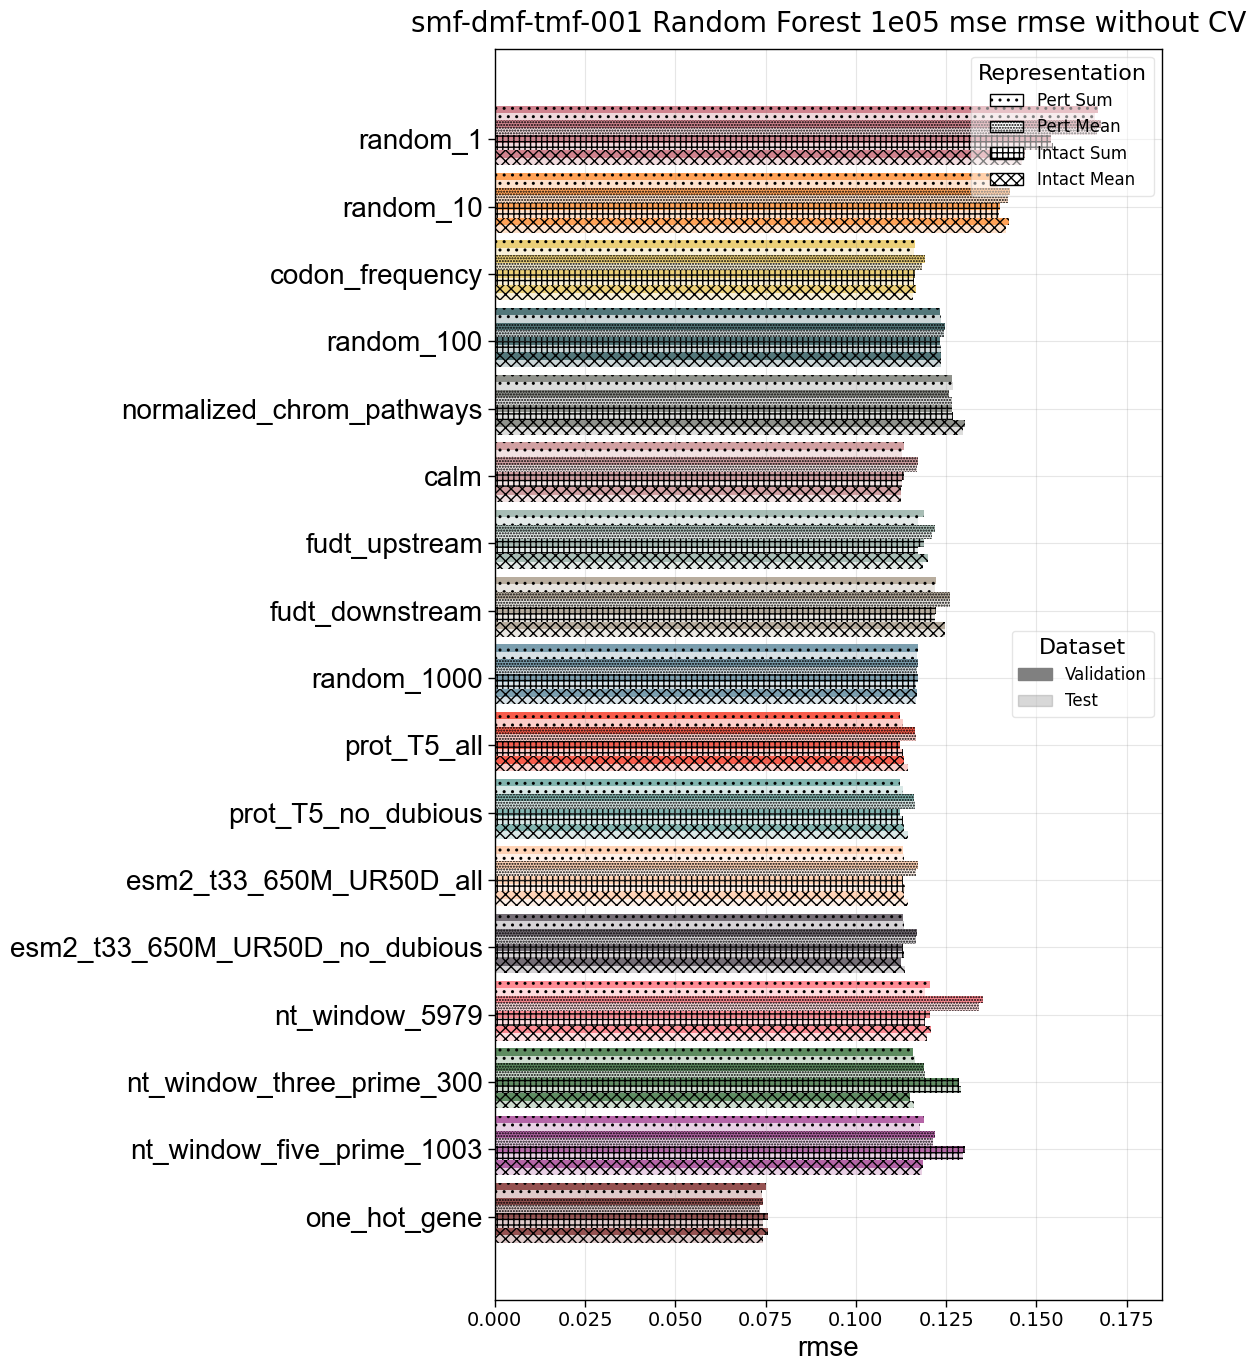 smf-dmf-tmf-001 Random Forest 1e05 mse rmse without CV
Representation
Pert Sum
Pert Mean
Intact Sum
Intact Mean
random_1
random_10
codon_frequency
random_100
normalized_chrom_pathways
calm
fudt_upstream
fudt_downstream
random_1000
Dataset
Validation
Test
prot_T5_all
prot_T5_no_dubious
esm2_t33_650M_UR50D_all
esm2_t33_650M_UR50D_no_dubious
nt_window_5979
nt_window_three_prime_300
nt_window_five_prime_1003
one_hot_gene
0.000 0.025 0.050 0.075 0.100 0.125 0.150 0.175
rmse